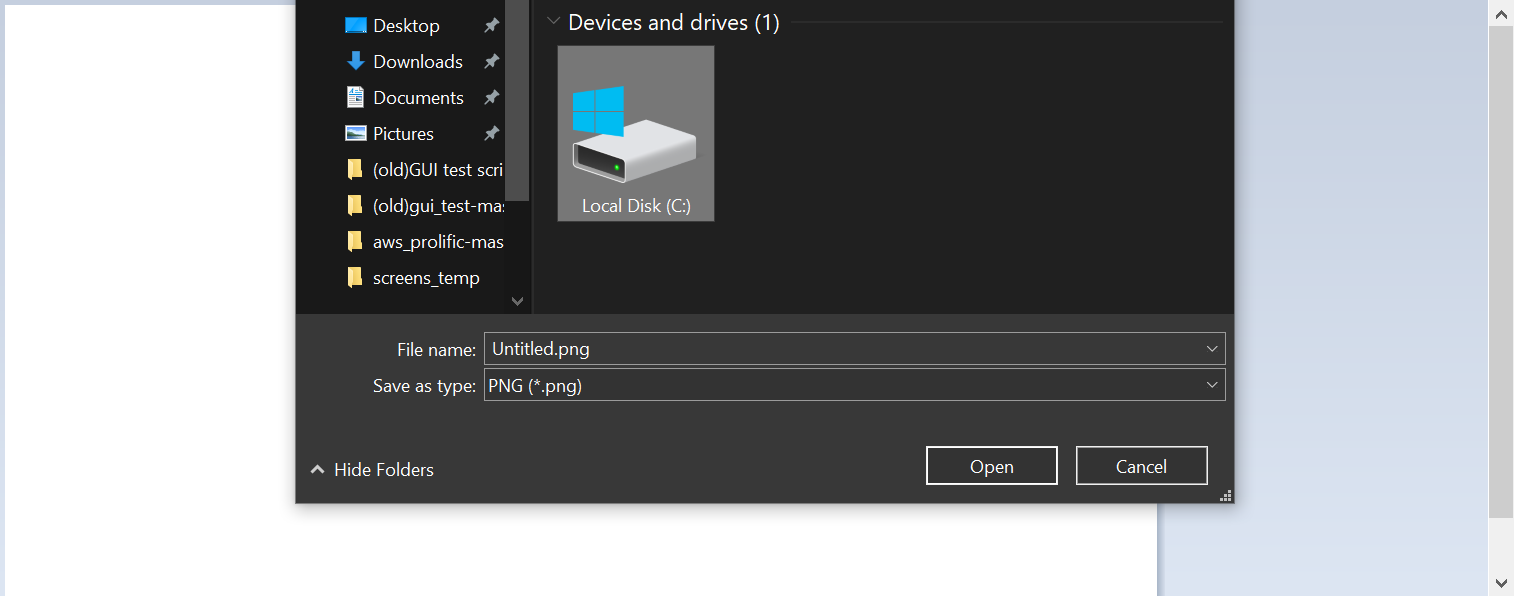 Desktop
Downloads
Documents
Pictures
(old)GUI test scri
(old)gui_test-mas
aws_prolific-mas
screens_temp
Devices and drives (1)
Local Disk (C:)
File name: Untitled.png
Save as type: PNG (*.png)
Hide Folders
Open
Cancel